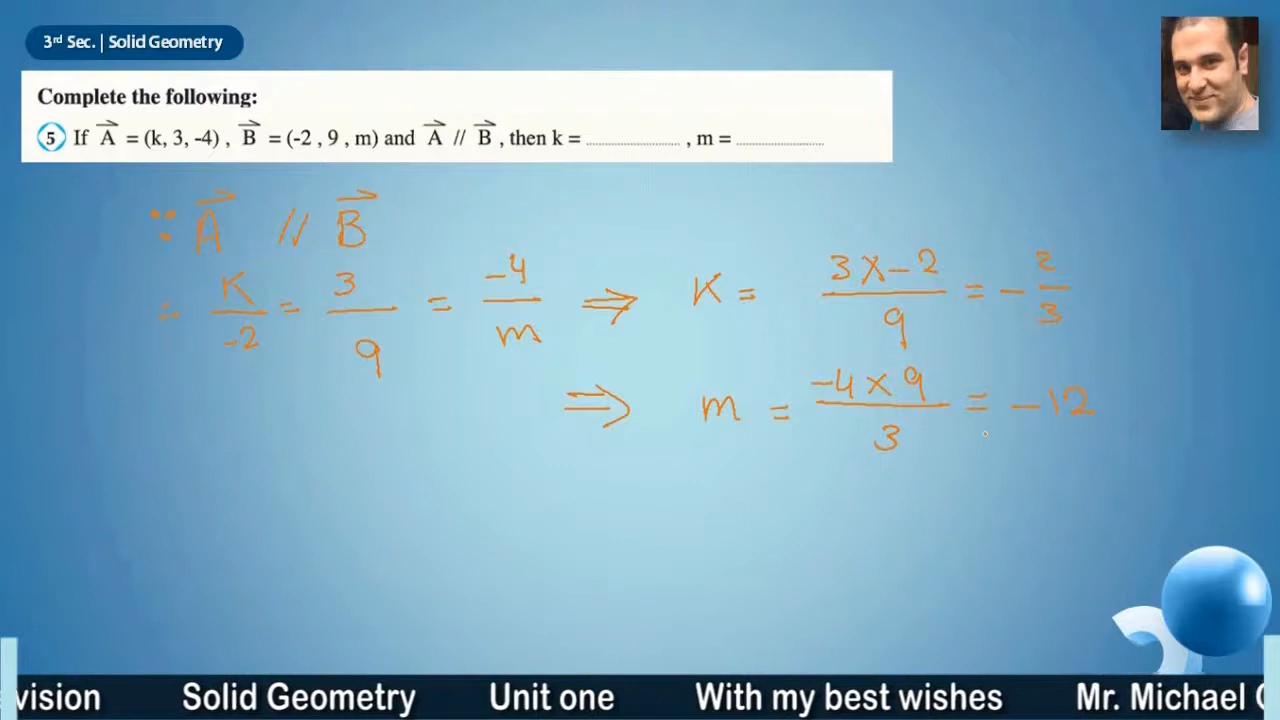 3rd Sec. | Solid Geometry
Complete the following:
5 If A = (k, 3, -4) , B = (-2 , 9 , m) and A // B , then k = .............................. , m = ............................
∵ A // B
∴ K/-2 = 3/9 = -4/m ⇒ K = 3×-2/9 = -2/3
⇒ m = -4×9/3 = -12
vision Solid Geometry Unit one With my best wishes Mr. Michael